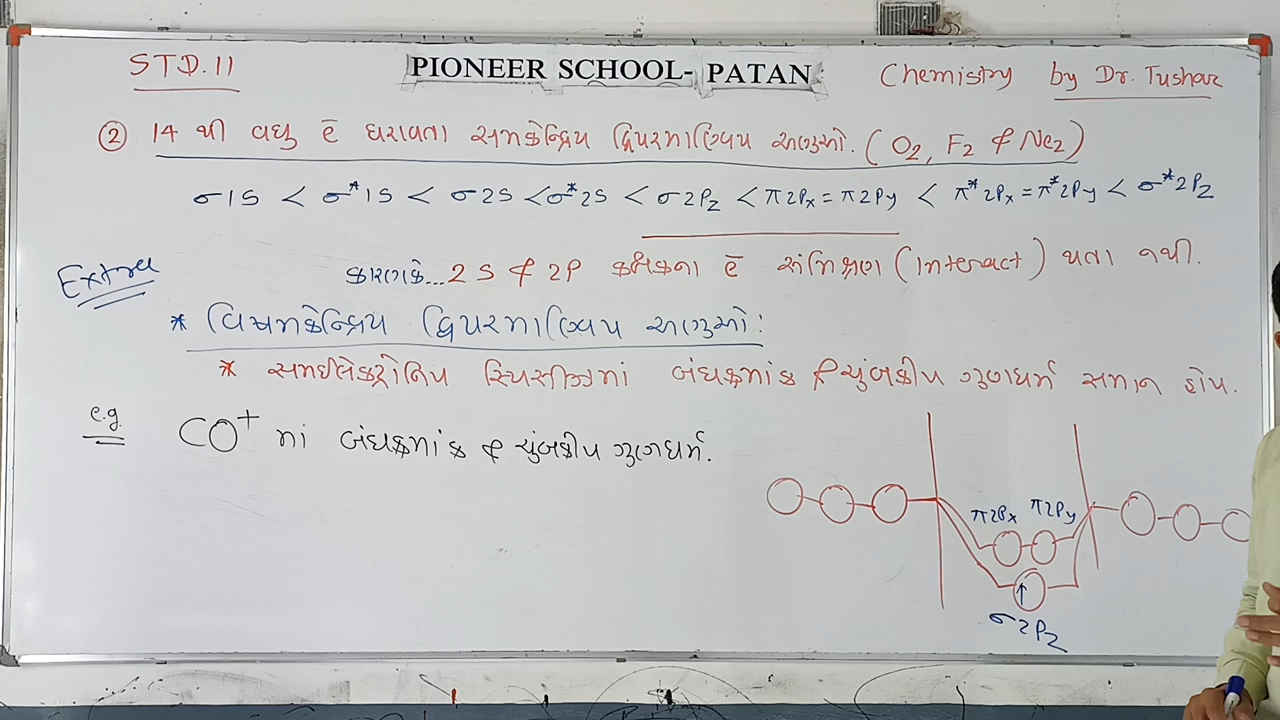 STD.11
PIONEER SCHOOL- PATAN
Chemistry by Dr. Tushar
② 14 થી વધુ ē ધરાવતા સમકેન્દ્રિય દ્વિપરમાણ્વિય અણુઓ. (O₂, F₂ & Ne₂)
σ1S < σ*1S < σ2S < σ*2S < σ2Pz < π2Px = π2Py < π*2Px = π*2Py < σ*2Pz
Extra
કારણકે... 2S & 2P કક્ષકના ē સંમિશ્રણ (Interact) થતા નથી.
* વિષમકેન્દ્રિય દ્વિપરમાણ્વિય અણુઓ:
* સમઈલેક્ટ્રોનિય સ્પિસીઝમાં બંધક્રમાંક & ચુંબકીય ગુણધર્મ સમાન હોય.
e.g. CO⁺ નાં બંધક્રમાંક & ચુંબકીય ગુણધર્મ.
π2Px π2Py
↑
σ2Pz